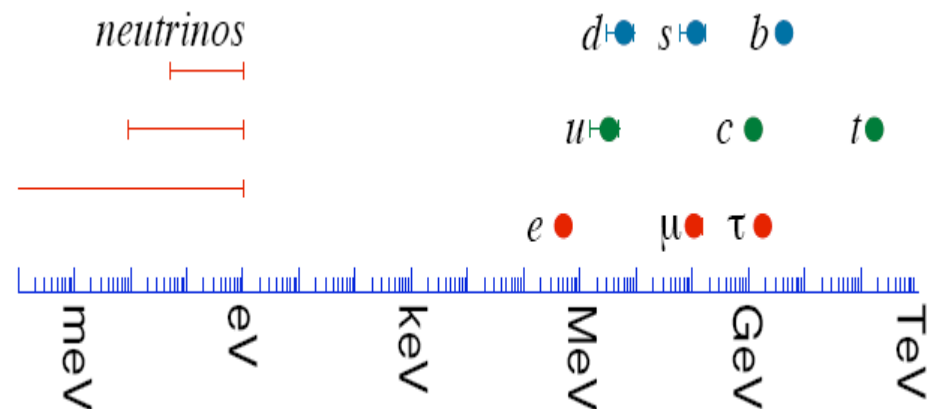 neutrinos d s b
u c t
e μ τ
meV eV keV MeV GeV TeV